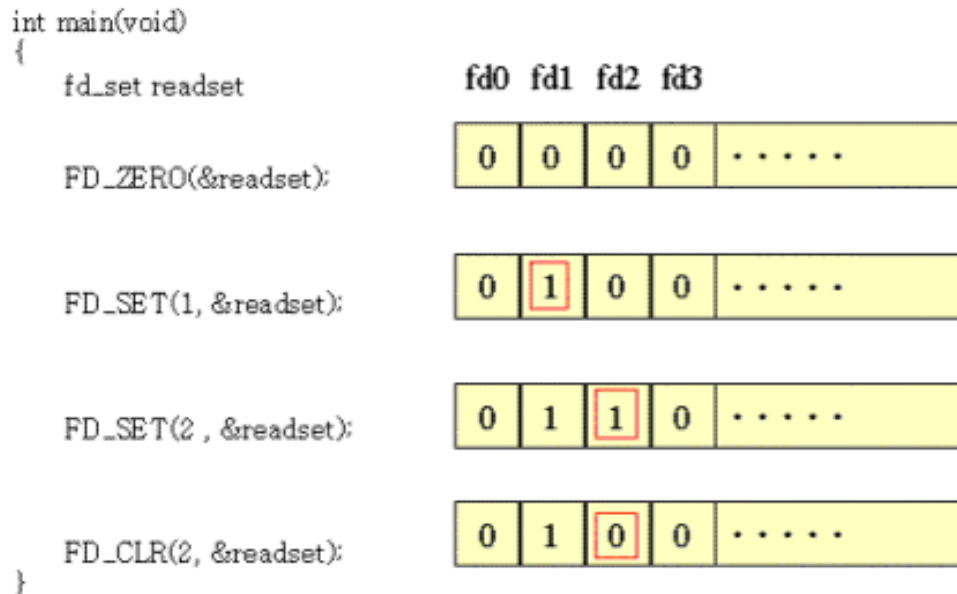 int main(void)
{
fd_set readset
fd0 fd1 fd2 fd3
FD_ZERO(&readset);
0 0 0 0 · · · · ·
FD_SET(1, &readset);
0 1 0 0 · · · · ·
FD_SET(2 , &readset);
0 1 1 0 · · · · ·
FD_CLR(2, &readset);
0 1 0 0 · · · · ·
}